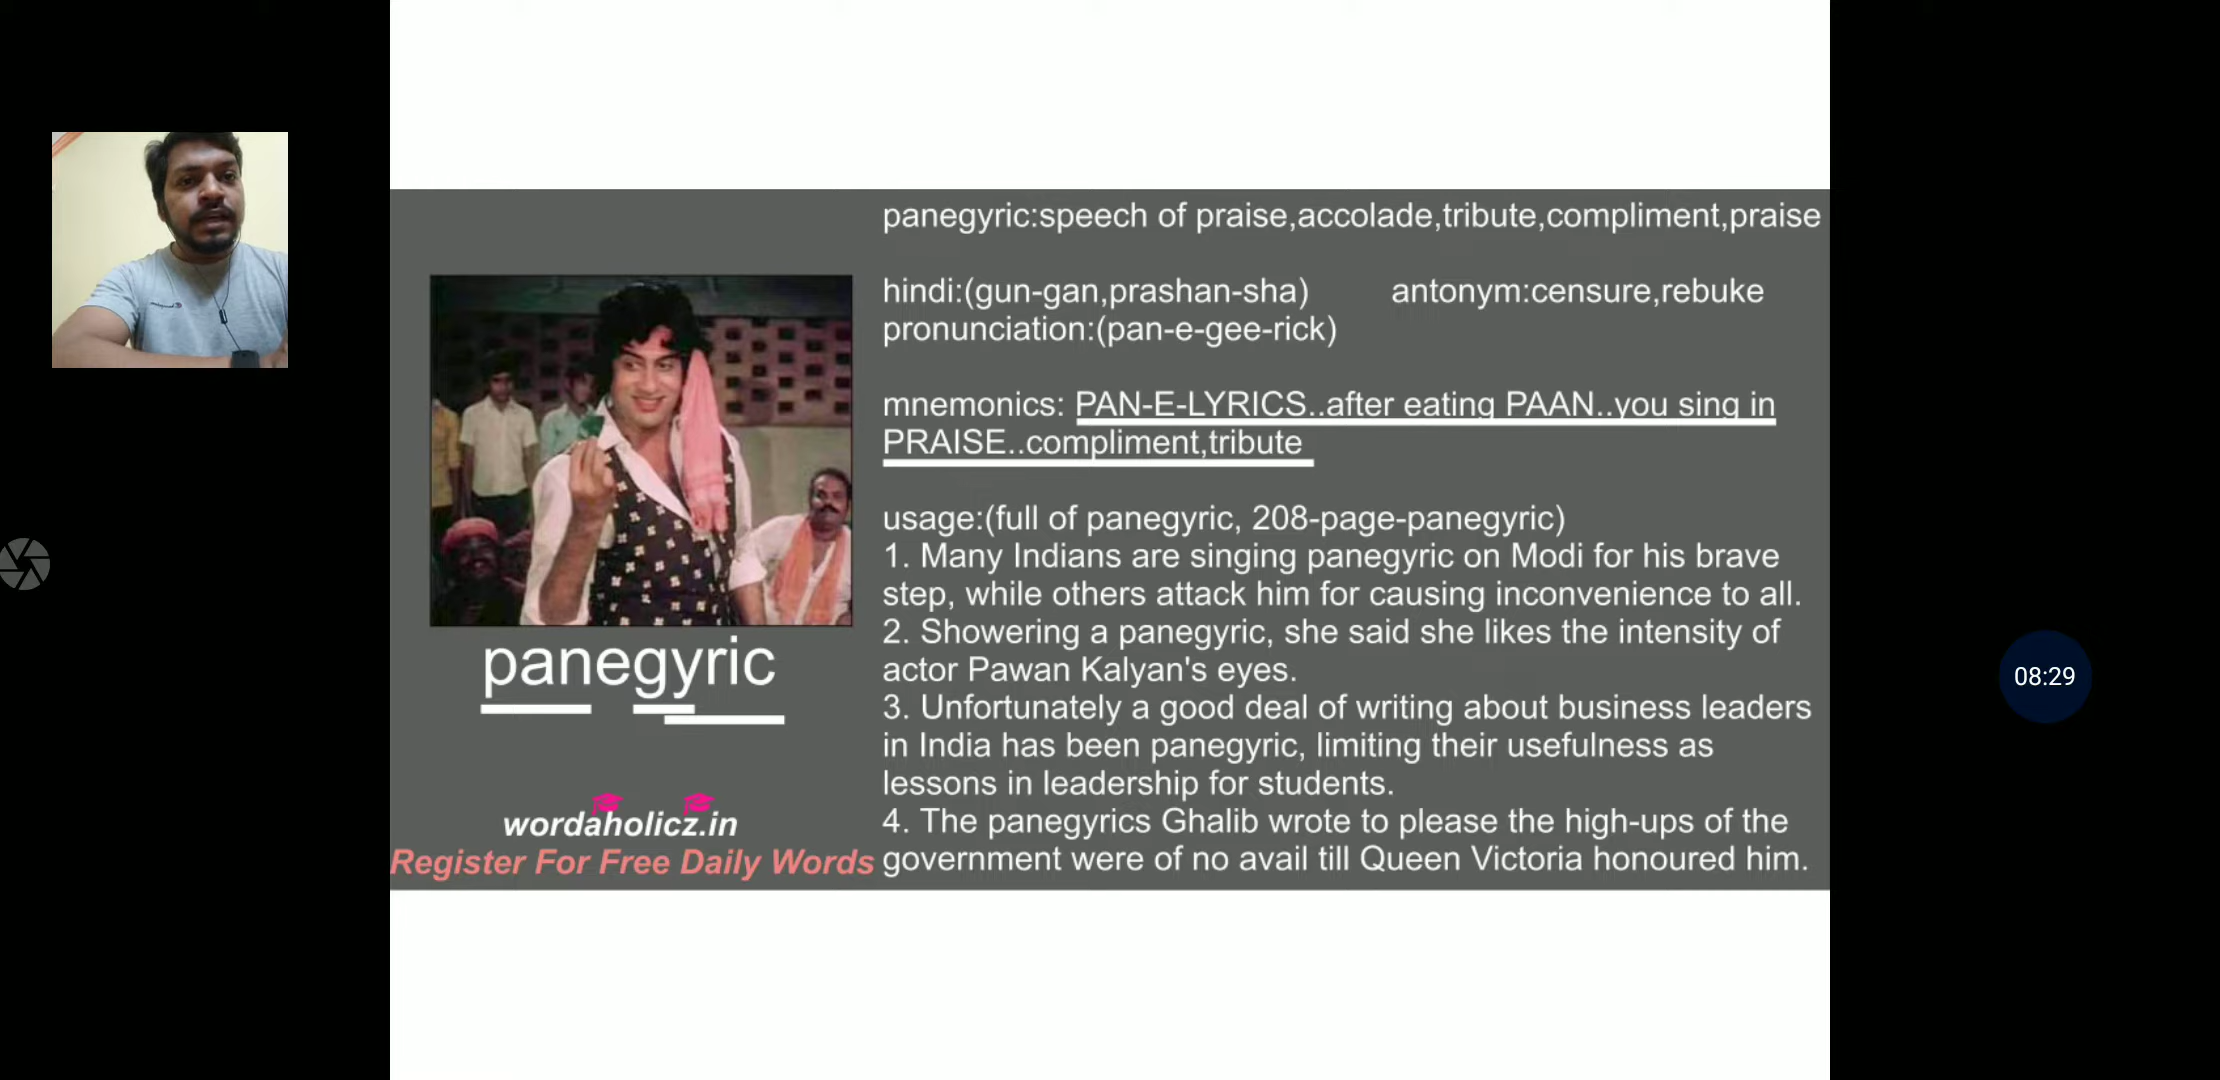 panegyric:speech of praise,accolade,tribute,compliment,praise
hindi:(gun-gan,prashan-sha) antonym:censure,rebuke
pronunciation:(pan-e-gee-rick)
mnemonics: PAN-E-LYRICS..after eating PAAN..you sing in
PRAISE..compliment,tribute
usage:(full of panegyric, 208-page-panegyric)
1. Many Indians are singing panegyric on Modi for his brave
step, while others attack him for causing inconvenience to all.
2. Showering a panegyric, she said she likes the intensity of
actor Pawan Kalyan's eyes.
3. Unfortunately a good deal of writing about business leaders
in India has been panegyric, limiting their usefulness as
lessons in leadership for students.
4. The panegyrics Ghalib wrote to please the high-ups of the
government were of no avail till Queen Victoria honoured him.
panegyric
wordaholicz.in
Register For Free Daily Words
08:29